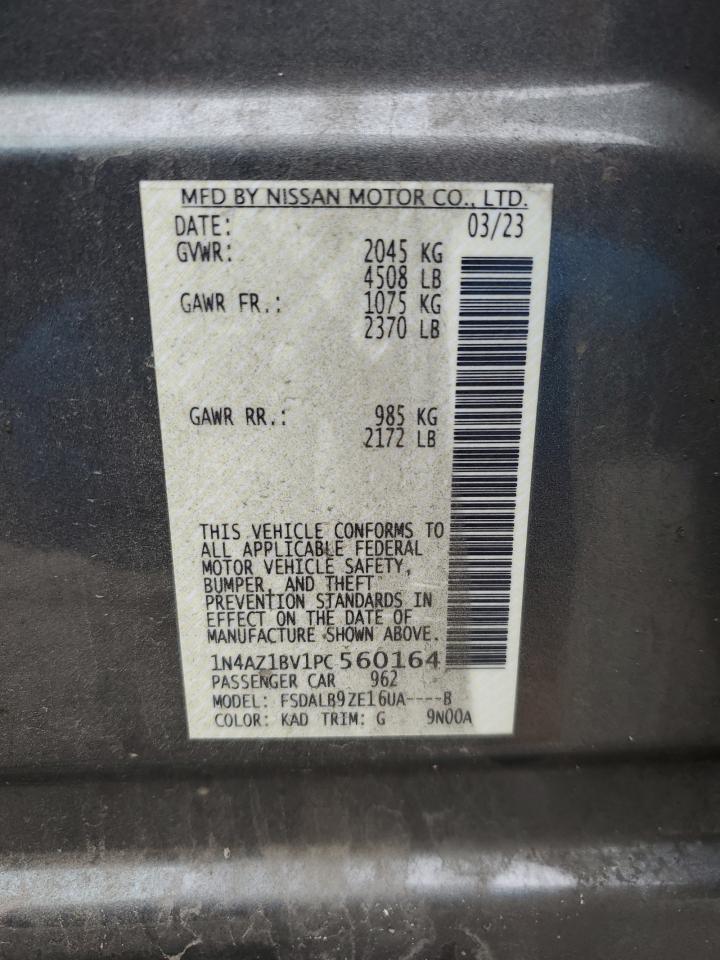 MFD BY NISSAN MOTOR CO., LTD.
DATE: 03/23
GVWR: 2045 KG
4508 LB
GAWR FR.: 1075 KG
2370 LB
GAWR RR.: 985 KG
2172 LB
THIS VEHICLE CONFORMS TO
ALL APPLICABLE FEDERAL
MOTOR VEHICLE SAFETY,
BUMPER, AND THEFT
PREVENTION STANDARDS IN
EFFECT ON THE DATE OF
MANUFACTURE SHOWN ABOVE.
1N4AZ1BV1PC560164
PASSENGER CAR 962
MODEL: FSDALB9ZE16UA----B
COLOR: KAD TRIM: G 9N00A